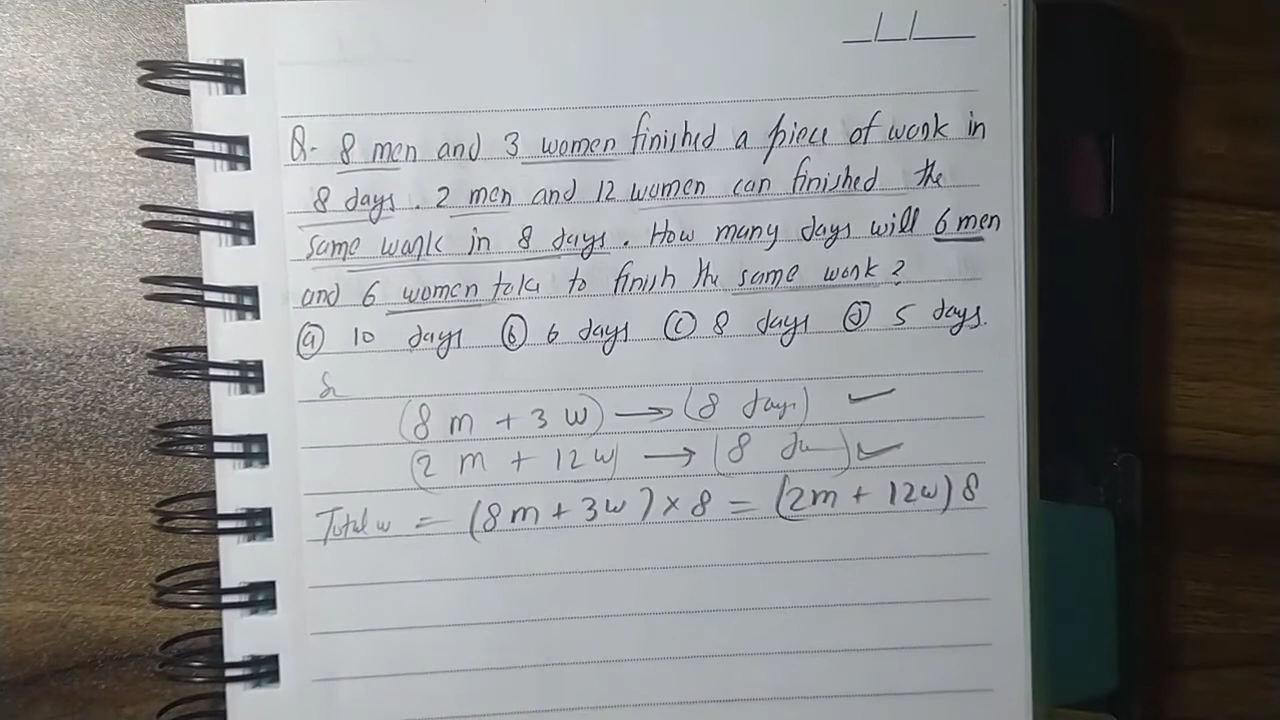 Q- 8 men and 3 women finished a piece of work in
8 days. 2 men and 12 women can finished the
same work in 8 days. How many days will 6 men
and 6 women take to finish the same work?
(a) 10 days (b) 6 days (c) 8 days (d) 5 days.
(8 m + 3 w) → (8 days) ✓
(2 m + 12 w) → (8 da) ✓
Total w = (8m + 3w) × 8 = (2m + 12w) 8